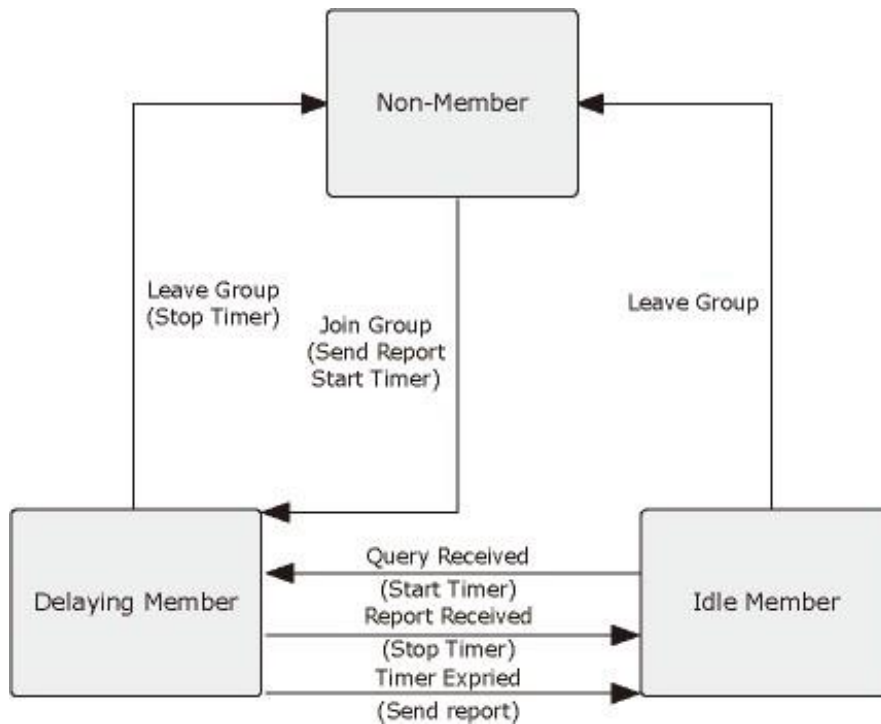 Non-Member
Leave Group
(Stop Timer)
Join Group
(Send Report
Start Timer)
Leave Group
Delaying Member
Query Received
(Start Timer)
Report Received
(Stop Timer)
Timer Expried
(Send report)
Idle Member